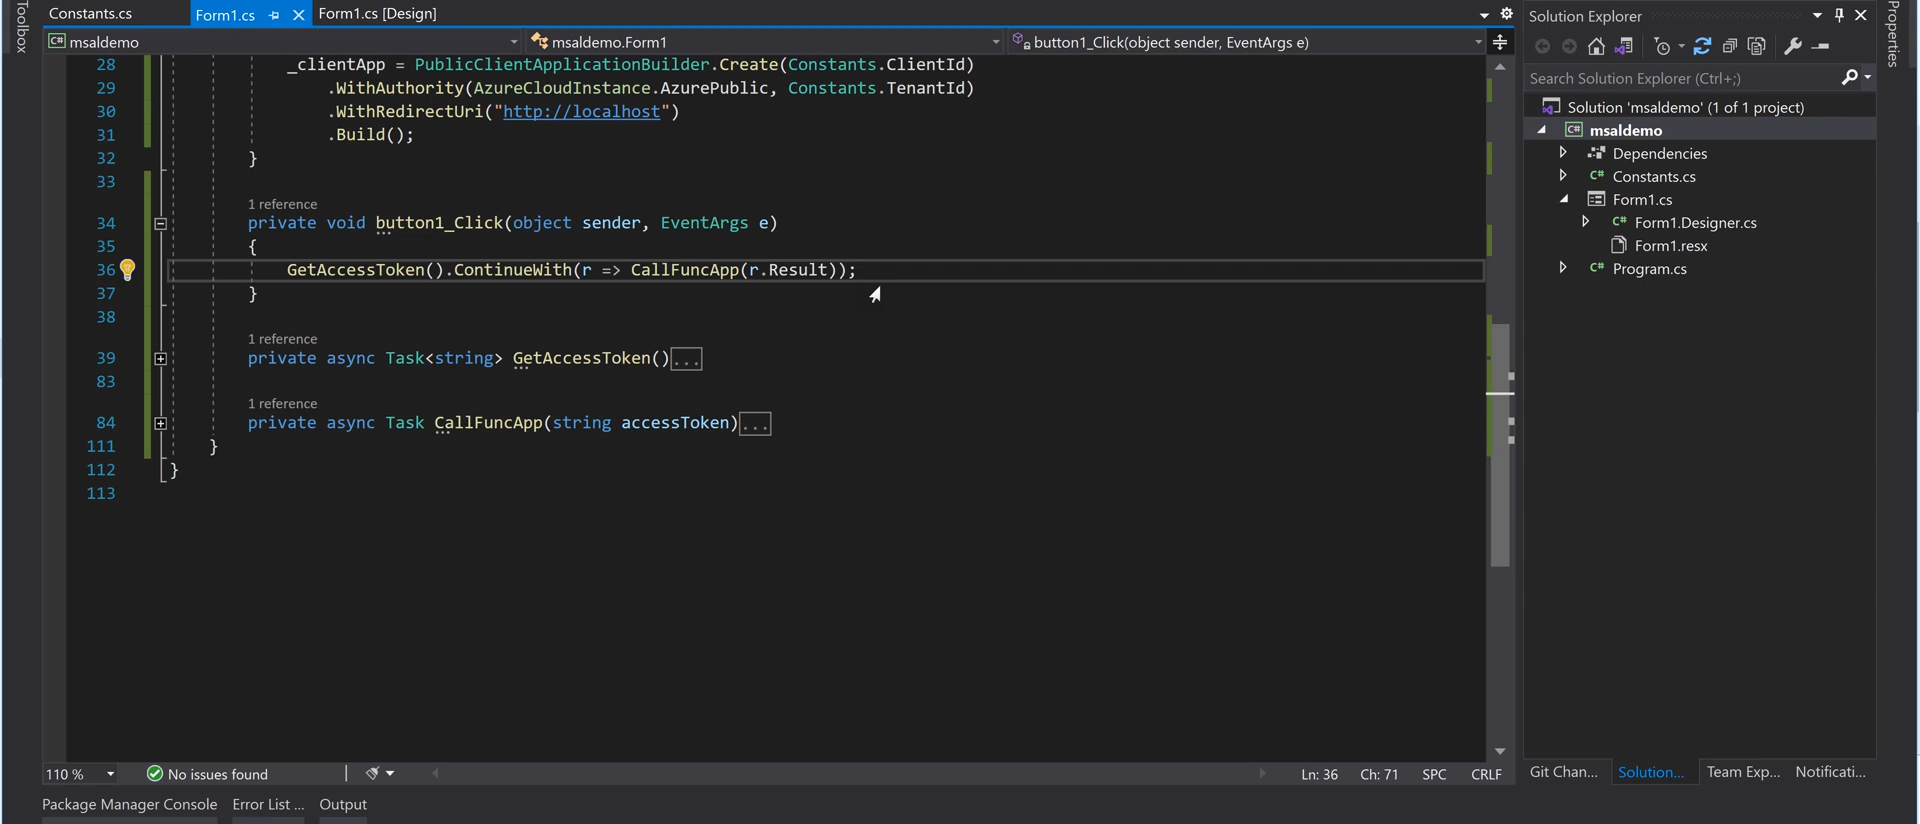 Toolbox
Constants.cs
Form1.cs
Form1.cs [Design]
msaldemo
msaldemo.Form1
button1_Click(object sender, EventArgs e)
28 _clientApp = PublicClientApplicationBuilder.Create(Constants.ClientId)
29 .WithAuthority(AzureCloudInstance.AzurePublic, Constants.TenantId)
30 .WithRedirectUri("http://localhost")
31 .Build();
32 }
33
1 reference
34 private void button1_Click(object sender, EventArgs e)
35 {
36 GetAccessToken().ContinueWith(r => CallFuncApp(r.Result));
37 }
38
1 reference
39 private async Task<string> GetAccessToken()...
83
1 reference
84 private async Task CallFuncApp(string accessToken)...
111 }
112 }
113
110 %
No issues found
Ln: 36 Ch: 71 SPC CRLF
Package Manager Console Error List ... Output
Solution Explorer
Search Solution Explorer (Ctrl+;)
Solution 'msaldemo' (1 of 1 project)
C# msaldemo
Dependencies
C# Constants.cs
Form1.cs
C# Form1.Designer.cs
Form1.resx
C# Program.cs
Git Chan... Solution... Team Exp... Notificati...
Properties